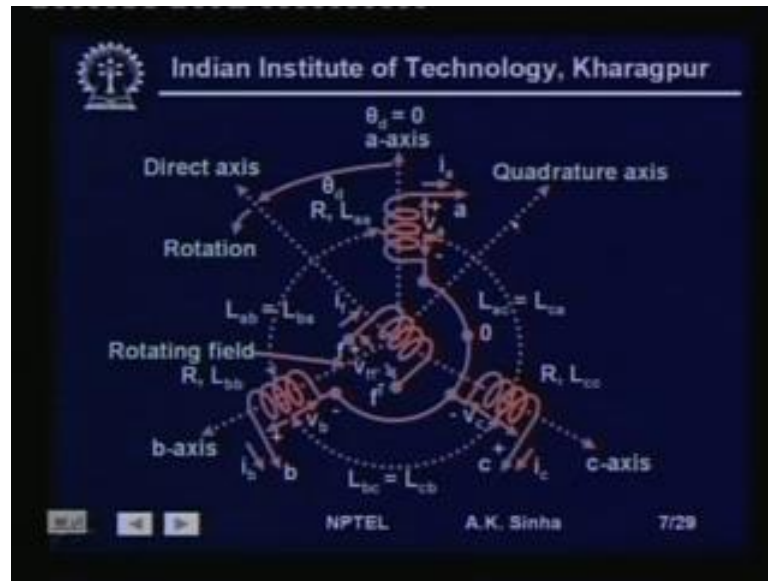 Indian Institute of Technology, Kharagpur
θd = 0
a-axis
Direct axis
Quadrature axis
θd
ia
a
R, Laa
Rotation
Lab = Lba
if
Lac = Lca
0
Rotating field
R, Lbb
R, Lcc
f
b-axis
vb
vc
c-axis
ib
b
Lbc = Lcb
c
ic
NPTEL
A.K. Sinha
7/29